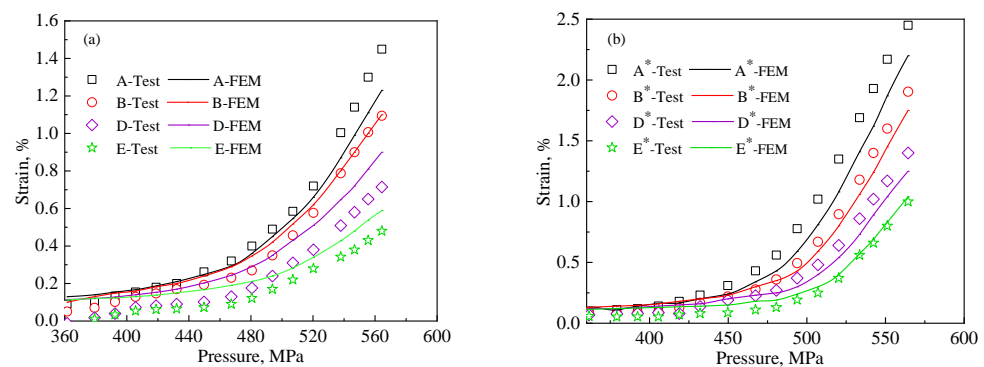 (a)
A-Test A-FEM
B-Test B-FEM
D-Test D-FEM
E-Test E-FEM
Strain, %
1.6
1.4
1.2
1.0
0.8
0.6
0.4
0.2
0.0
360 400 440 480 520 560 600
Pressure, MPa
(b)
A*-Test A*-FEM
B*-Test B*-FEM
D*-Test D*-FEM
E*-Test E*-FEM
Strain, %
2.5
2.0
1.5
1.0
0.5
0.0
400 450 500 550 600
Pressure, MPa